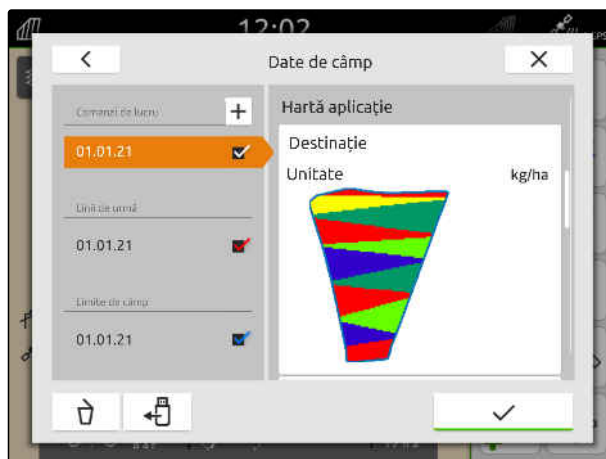 12:02
Date de câmp
Comenzi de lucru
+
01.01.21
Linii de urmă
01.01.21
Limite de câmp
01.01.21
Hartă aplicație
Destinație
Unitate kg/ha